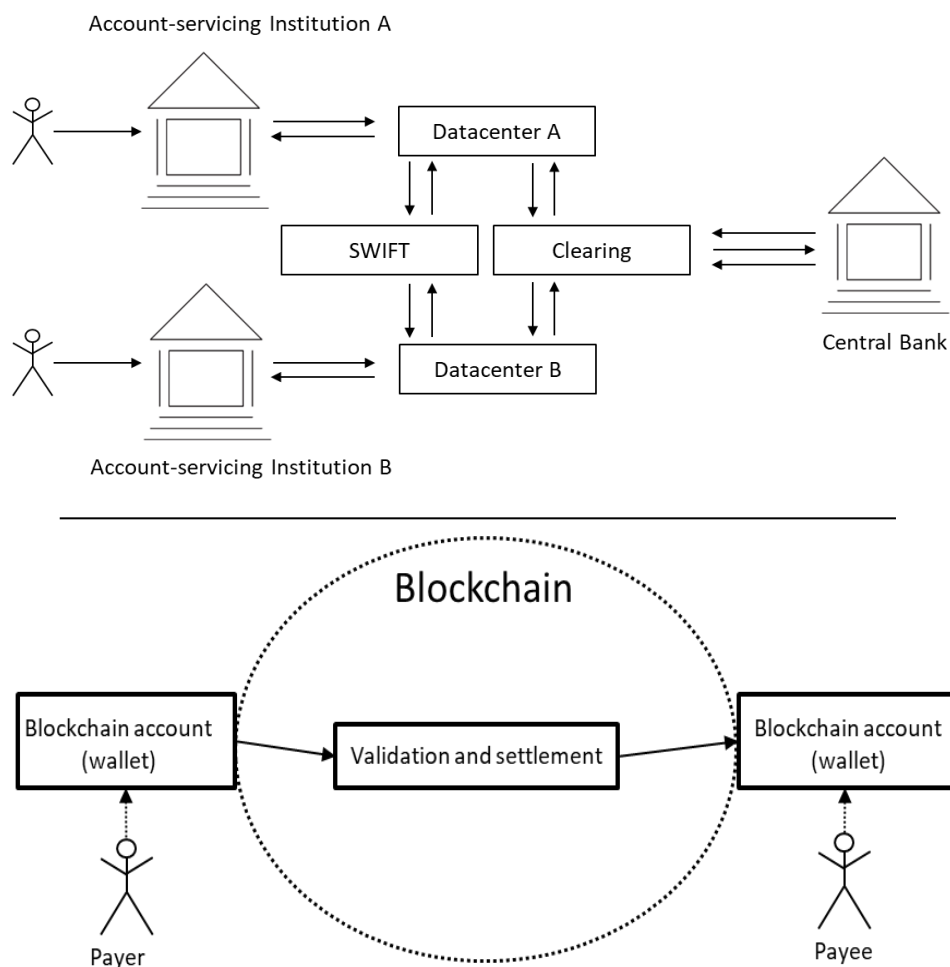 Account-servicing Institution A
Datacenter A
SWIFT
Clearing
Datacenter B
Central Bank
Account-servicing Institution B
Blockchain
Blockchain account
(wallet)
Validation and settlement
Blockchain account
(wallet)
Payer
Payee